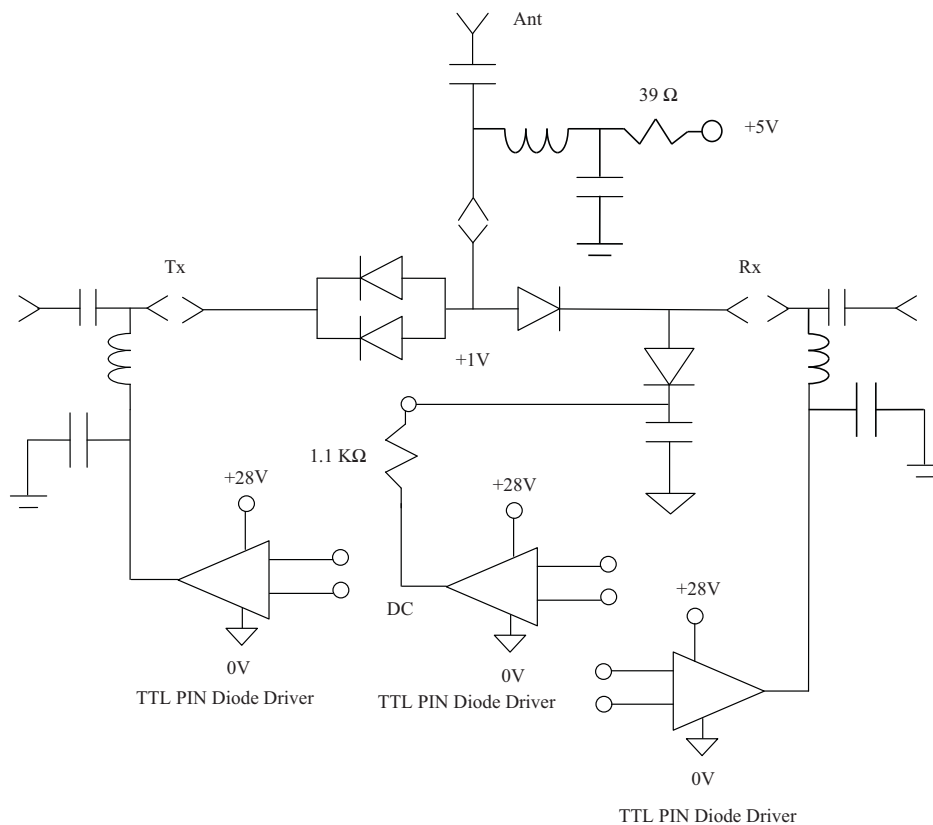 Ant
39 Ω
+5V
Tx
Rx
+1V
1.1 KΩ
+28V
+28V
DC
+28V
0V
0V
TTL PIN Diode Driver
TTL PIN Diode Driver
0V
TTL PIN Diode Driver